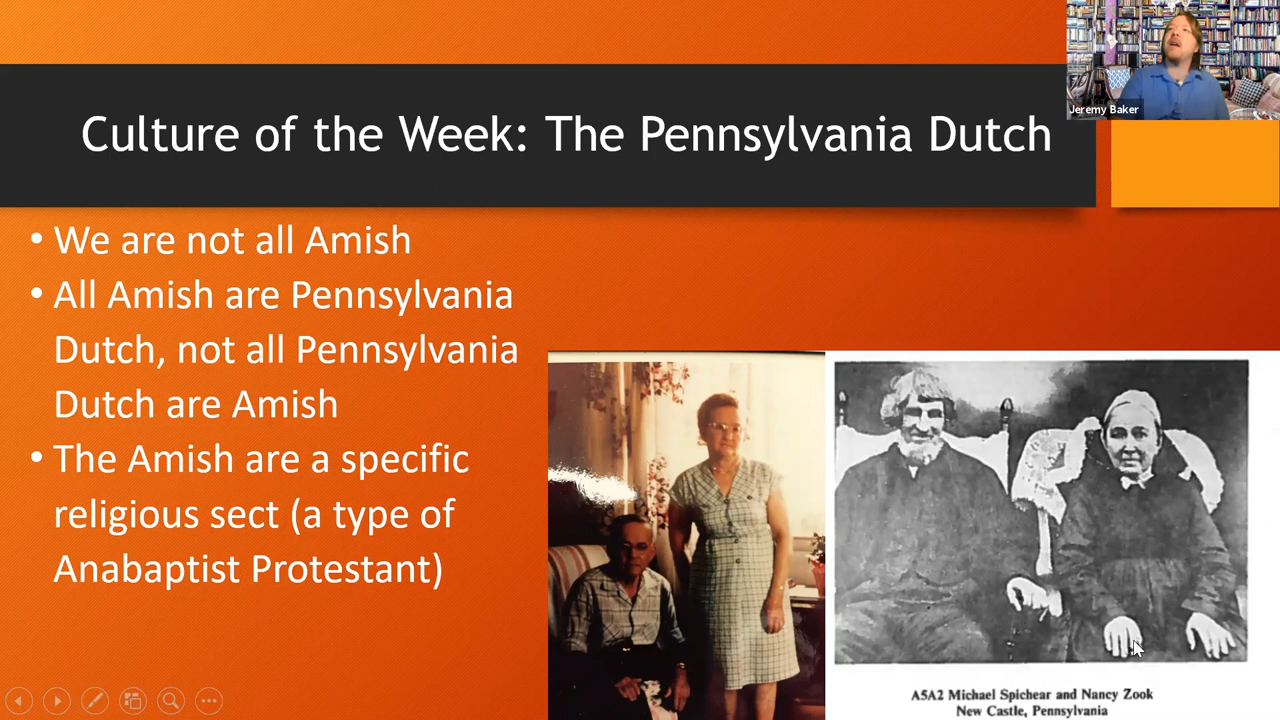 Jeremy Baker
Culture of the Week: The Pennsylvania Dutch
• We are not all Amish
• All Amish are Pennsylvania
Dutch, not all Pennsylvania
Dutch are Amish
• The Amish are a specific
religious sect (a type of
Anabaptist Protestant)
A5A2 Michael Spichear and Nancy Zook
New Castle, Pennsylvania